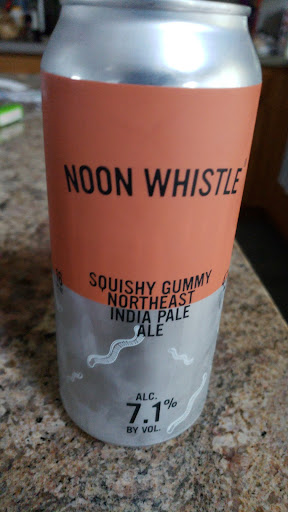 NOON WHISTLE
SQUISHY GUMMY
NORTHEAST
INDIA PALE
ALE
ALC.
7.1%
BY VOL.